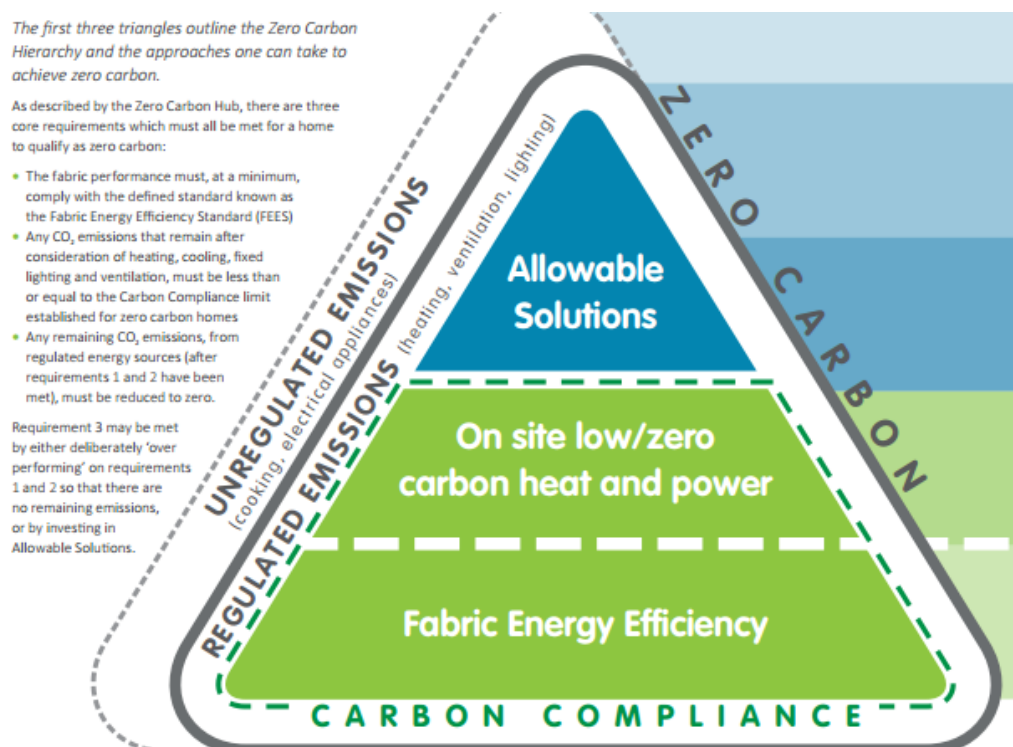 The first three triangles outline the Zero Carbon
Hierarchy and the approaches one can take to
achieve zero carbon.
As described by the Zero Carbon Hub, there are three
core requirements which must all be met for a home
to qualify as zero carbon:
• The fabric performance must, at a minimum,
comply with the defined standard known as
the Fabric Energy Efficiency Standard (FEES)
• Any CO₂ emissions that remain after
consideration of heating, cooling, fixed
lighting and ventilation, must be less than
or equal to the Carbon Compliance limit
established for zero carbon homes
• Any remaining CO₂ emissions, from
regulated energy sources (after
requirements 1 and 2 have been
met), must be reduced to zero.
Requirement 3 may be met
by either deliberately ‘over
performing’ on requirements
1 and 2 so that there are
no remaining emissions,
or by investing in
Allowable Solutions.
UNREGULATED EMISSIONS
(cooking, electrical appliances)
REGULATED EMISSIONS (heating, ventilation, lighting)
ZERO CARBON
Allowable
Solutions
On site low/zero
carbon heat and power
Fabric Energy Efficiency
CARBON COMPLIANCE